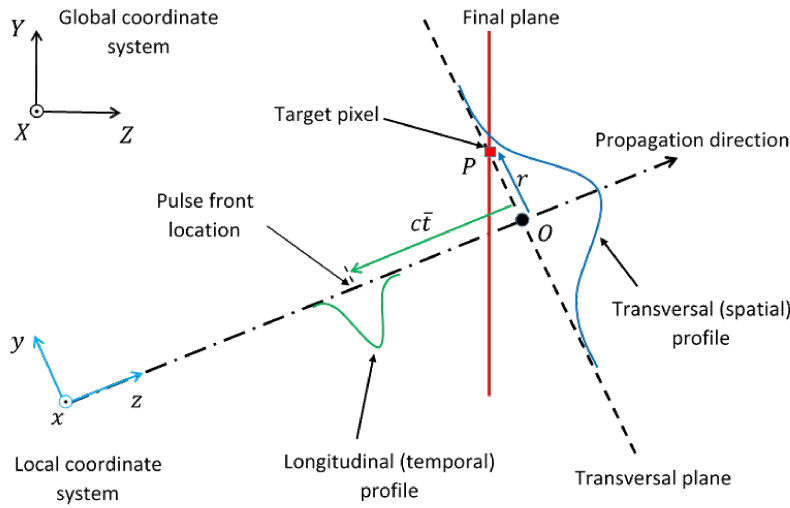 Y
Global coordinate
system
X
Z
Final plane
Target pixel
P
r
Propagation direction
Pulse front
location
ct̄
O
Transversal (spatial)
profile
y
z
x
Local coordinate
system
Longitudinal (temporal)
profile
Transversal plane